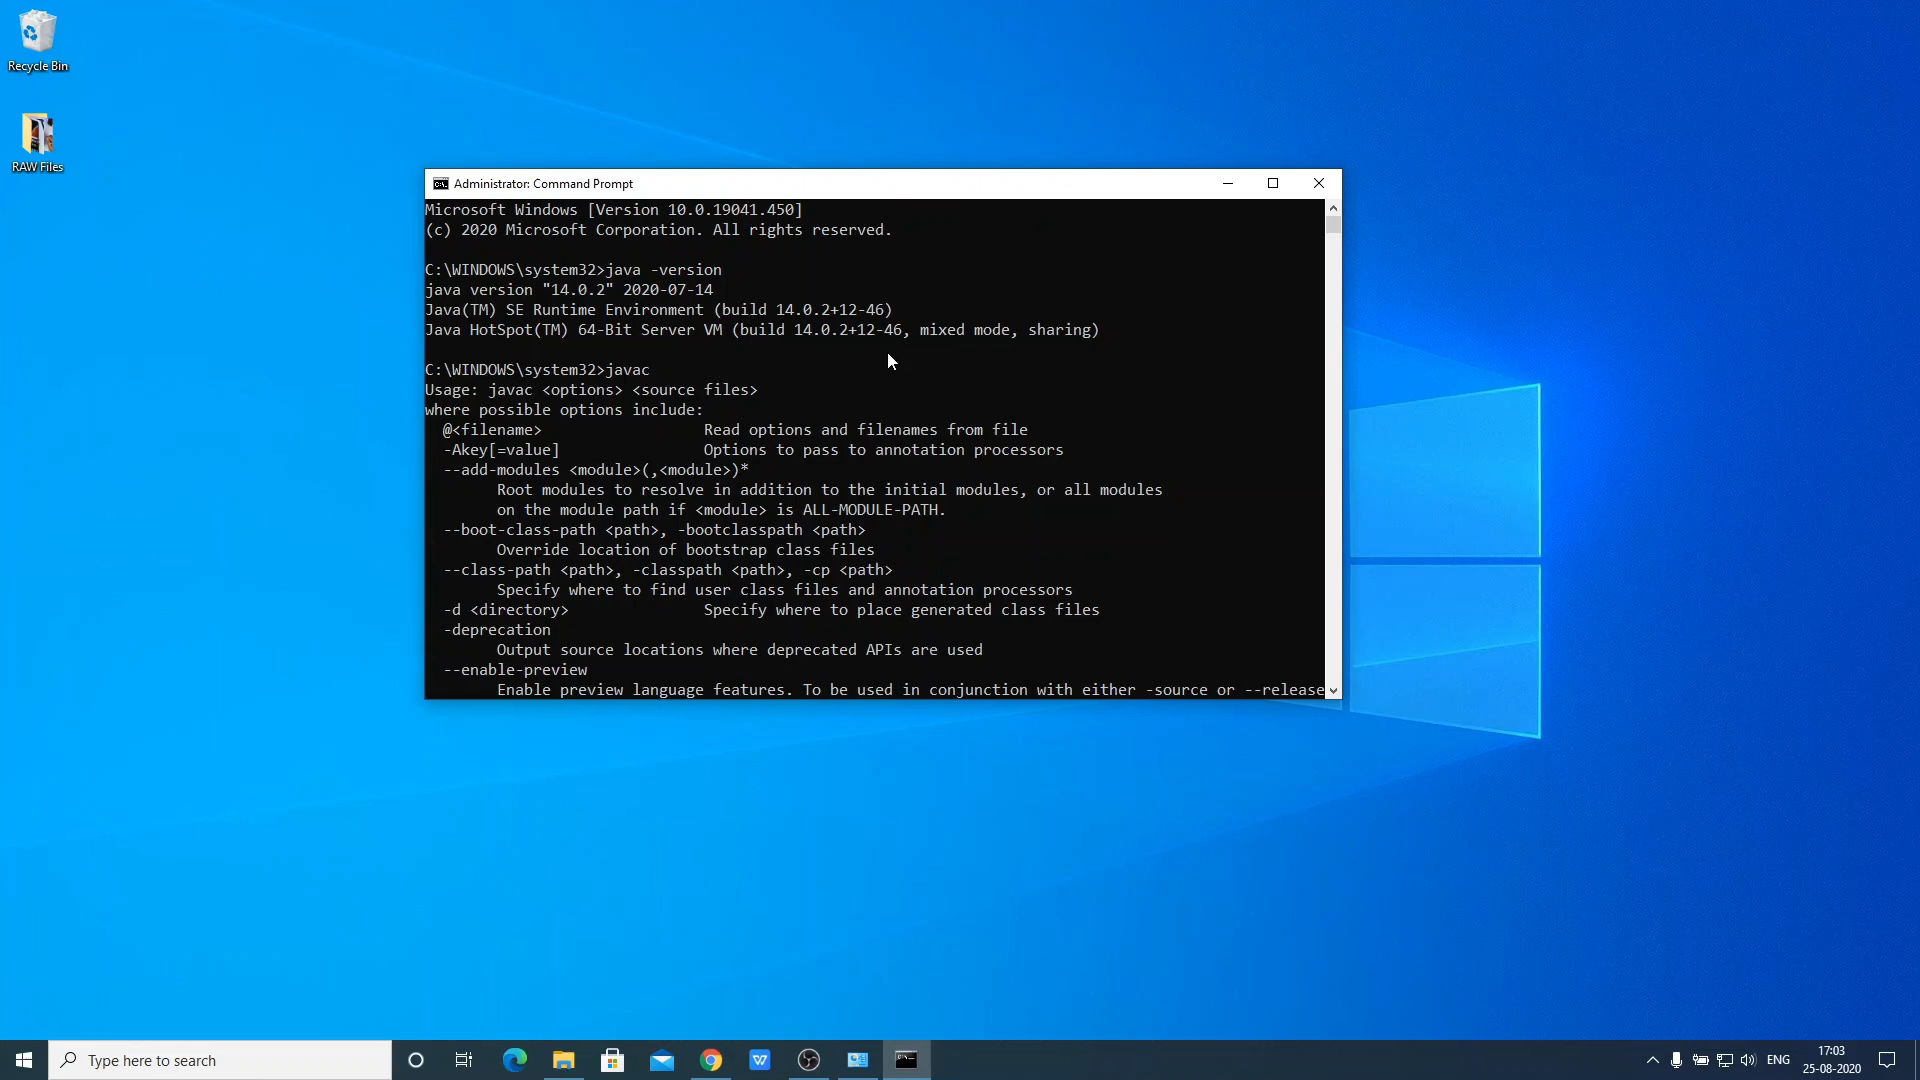 Recycle Bin
RAW Files
Administrator: Command Prompt
Microsoft Windows [Version 10.0.19041.450]
(c) 2020 Microsoft Corporation. All rights reserved.
C:\WINDOWS\system32>java -version
java version "14.0.2" 2020-07-14
Java(TM) SE Runtime Environment (build 14.0.2+12-46)
Java HotSpot(TM) 64-Bit Server VM (build 14.0.2+12-46, mixed mode, sharing)
C:\WINDOWS\system32>javac
Usage: javac <options> <source files>
where possible options include:
  @<filename>                  Read options and filenames from file
  -Akey[=value]                Options to pass to annotation processors
  --add-modules <module>(,<module>)*
        Root modules to resolve in addition to the initial modules, or all modules
        on the module path if <module> is ALL-MODULE-PATH.
  --boot-class-path <path>, -bootclasspath <path>
        Override location of bootstrap class files
  --class-path <path>, -classpath <path>, -cp <path>
        Specify where to find user class files and annotation processors
  -d <directory>               Specify where to place generated class files
  -deprecation
        Output source locations where deprecated APIs are used
  --enable-preview
        Enable preview language features. To be used in conjunction with either -source or --release
Type here to search
ENG
17:03
25-08-2020